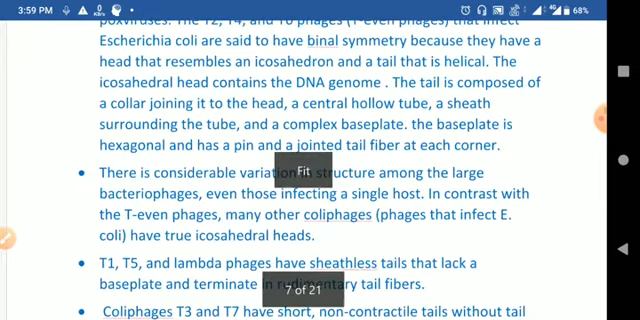 3:59 PM
0
KB/s
4G
68%
poxviruses. The T2, T4, and T6 phages (T-even phages) that infect
Escherichia coli are said to have binal symmetry because they have a
head that resembles an icosahedron and a tail that is helical. The
icosahedral head contains the DNA genome . The tail is composed of
a collar joining it to the head, a central hollow tube, a sheath
surrounding the tube, and a complex baseplate. the baseplate is
hexagonal and has a pin and a jointed tail fiber at each corner.
Fit
• There is considerable variation in structure among the large
bacteriophages, even those infecting a single host. In contrast with
the T-even phages, many other coliphages (phages that infect E.
coli) have true icosahedral heads.
• T1, T5, and lambda phages have sheathless tails that lack a
baseplate and terminate in rudimentary tail fibers.
7 of 21
• Coliphages T3 and T7 have short, non-contractile tails without tail